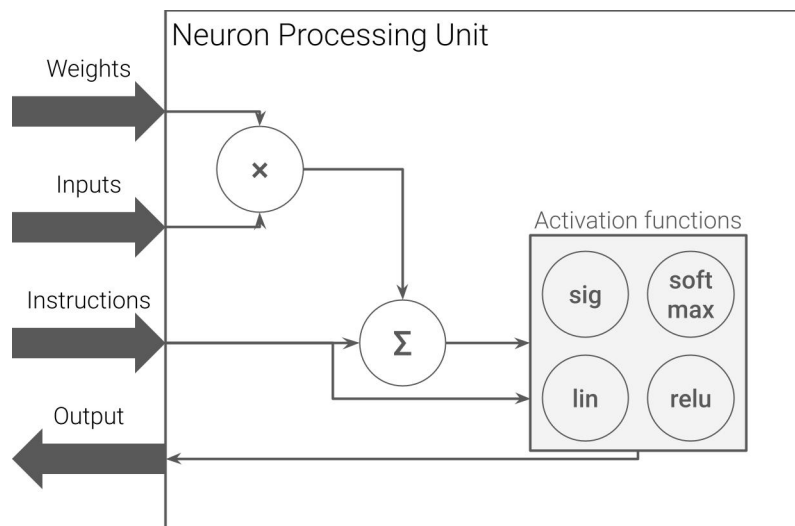 Neuron Processing Unit
Weights
×
Inputs
Activation functions
sig
soft
max
Instructions
Σ
lin
relu
Output